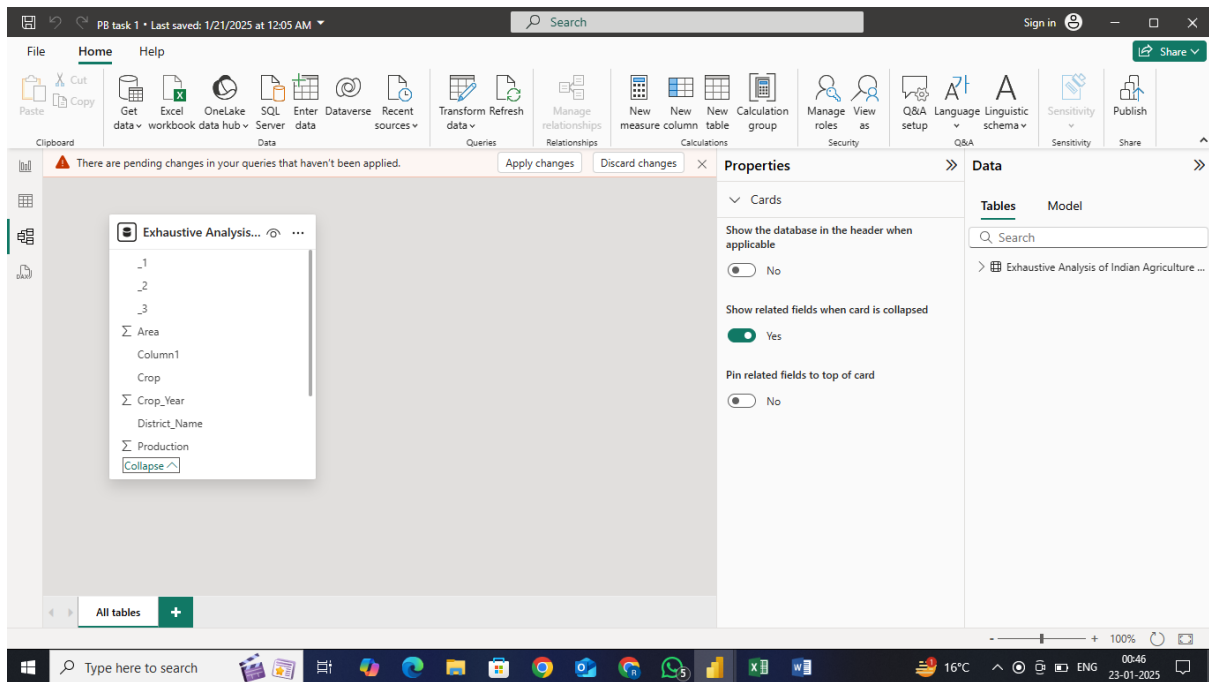 PB task 1 • Last saved: 1/21/2025 at 12:05 AM
Search
Sign in
File Home Help
Share
Paste
Cut
Copy
Clipboard
Get data
Excel workbook
OneLake data hub
SQL Server
Enter data
Dataverse
Recent sources
Data
Transform data
Refresh
Queries
Manage relationships
Relationships
New measure
New column
New table
Calculation group
Calculations
Manage roles
View as
Security
Q&A setup
Language
Linguistic schema
Q&A
Sensitivity
Sensitivity
Publish
Share
There are pending changes in your queries that haven't been applied.
Apply changes
Discard changes
DAX
Exhaustive Analysis...
_1
_2
_3
Σ Area
Column1
Crop
Σ Crop_Year
District_Name
Σ Production
Collapse
Properties
Cards
Show the database in the header when
applicable
No
Show related fields when card is collapsed
Yes
Pin related fields to top of card
No
Data
Tables Model
Search
Exhaustive Analysis of Indian Agriculture ...
All tables
+
- + 100%
Type here to search
5
16°C
ENG
00:46
23-01-2025